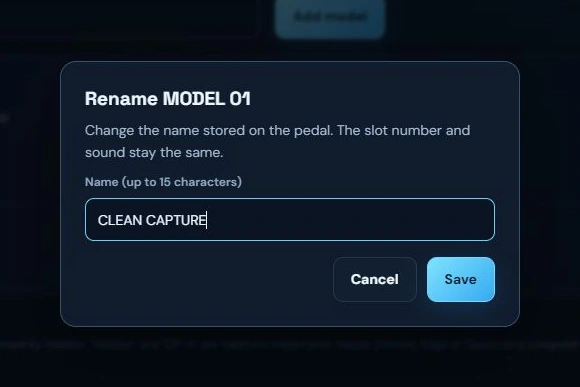 Add model
Rename MODEL 01
Change the name stored on the pedal. The slot number and
sound stay the same.
Name (up to 15 characters)
CLEAN CAPTURE
Cancel
Save